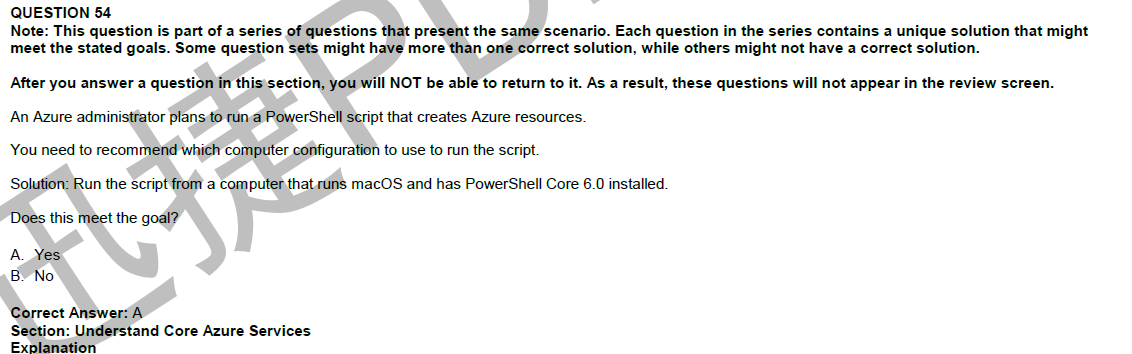 QUESTION 54
Note: This question is part of a series of questions that present the same scenario. Each question in the series contains a unique solution that might
meet the stated goals. Some question sets might have more than one correct solution, while others might not have a correct solution.
After you answer a question in this section, you will NOT be able to return to it. As a result, these questions will not appear in the review screen.
An Azure administrator plans to run a PowerShell script that creates Azure resources.
You need to recommend which computer configuration to use to run the script.
Solution: Run the script from a computer that runs macOS and has PowerShell Core 6.0 installed.
Does this meet the goal?
A. Yes
B. No
Correct Answer: A
Section: Understand Core Azure Services
Explanation
迅捷PD